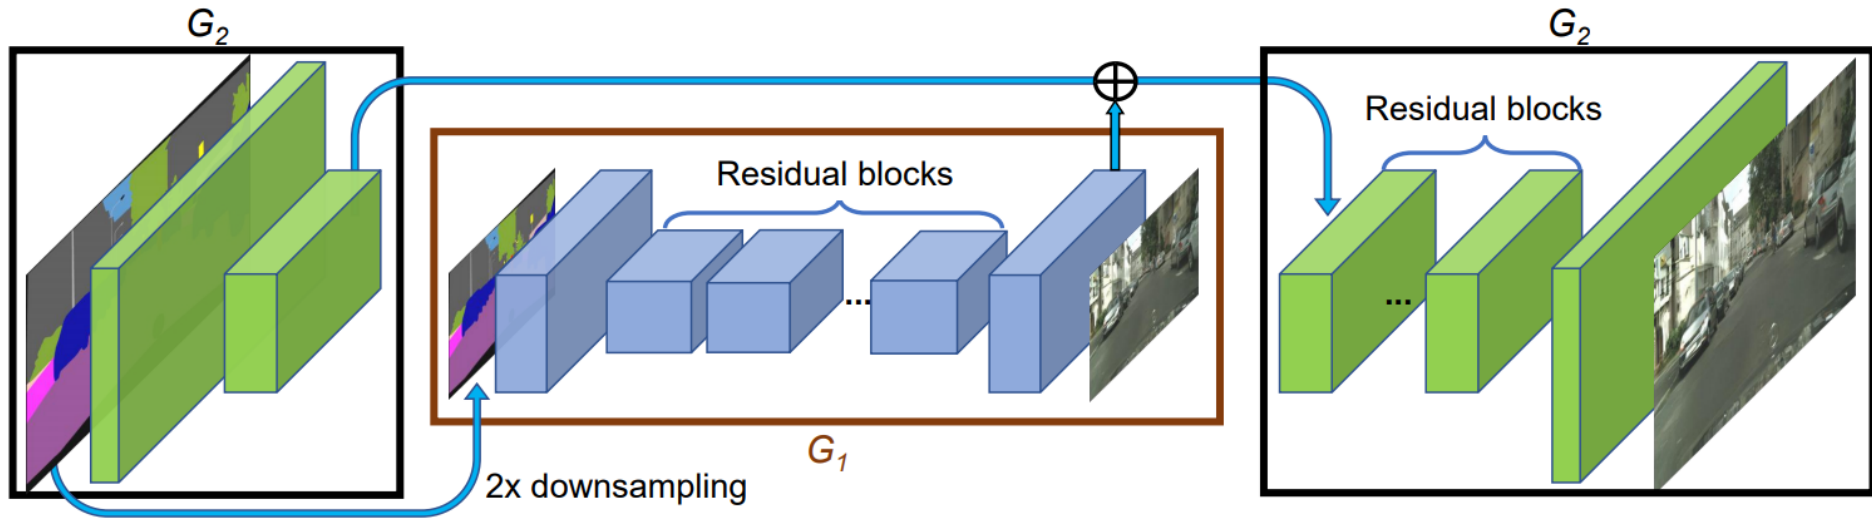 G2
G2
Residual blocks
Residual blocks
...
...
G1
2x downsampling